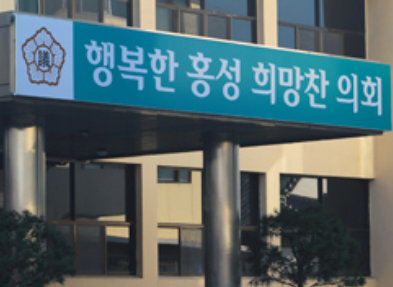 행복한 홍성 희망찬 의회
議